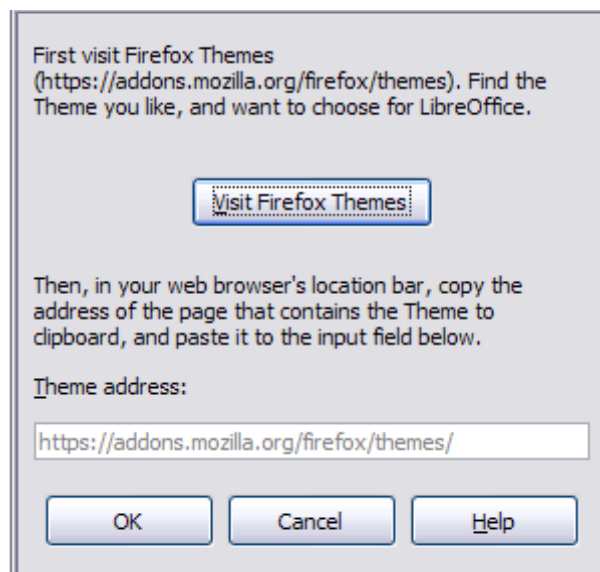 First visit Firefox Themes
(https://addons.mozilla.org/firefox/themes). Find the
Theme you like, and want to choose for LibreOffice.
Visit Firefox Themes
Then, in your web browser's location bar, copy the
address of the page that contains the Theme to
clipboard, and paste it to the input field below.
Theme address:
https://addons.mozilla.org/firefox/themes/
OK Cancel Help